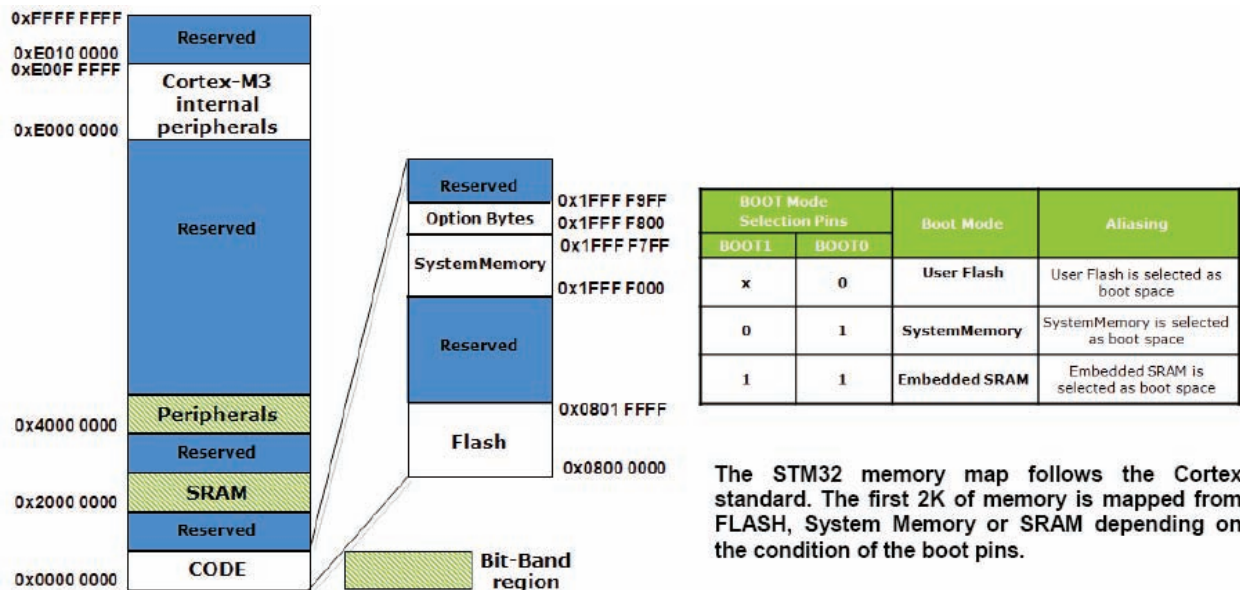 0xFFFF FFFF
Reserved
0xE010 0000
0xE00F FFFF
Cortex-M3
internal
peripherals
0xE000 0000
Reserved
Peripherals
0x4000 0000
Reserved
SRAM
0x2000 0000
Reserved
CODE
0x0000 0000
Reserved
0x1FFF F9FF
Option Bytes
0x1FFF F800
0x1FFF F7FF
SystemMemory
0x1FFF F000
Reserved
0x0801 FFFF
Flash
0x0800 0000
Bit-Band
region
BOOT Mode
Selection Pins
Boot Mode
Aliasing
BOOT1 BOOT0
x 0 User Flash User Flash is selected as
boot space
0 1 SystemMemory SystemMemory is selected
as boot space
1 1 Embedded SRAM Embedded SRAM is
selected as boot space
The STM32 memory map follows the Cortex
standard. The first 2K of memory is mapped from
FLASH, System Memory or SRAM depending on
the condition of the boot pins.